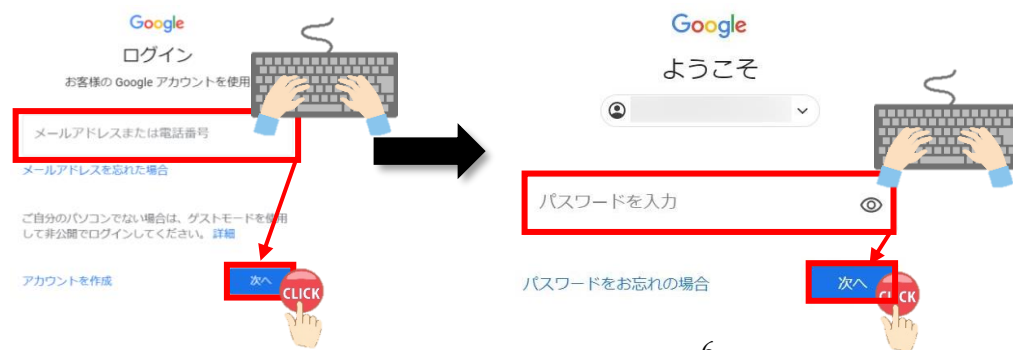 Google
ログイン
お客様の Google アカウントを使用
メールアドレスまたは電話番号
メールアドレスを忘れた場合
ご自分のパソコンでない場合は、ゲストモードを使用
して非公開でログインしてください。 詳細
アカウントを作成
次へ
CLICK
Google
ようこそ
パスワードを入力
パスワードをお忘れの場合
次へ
CLICK
6